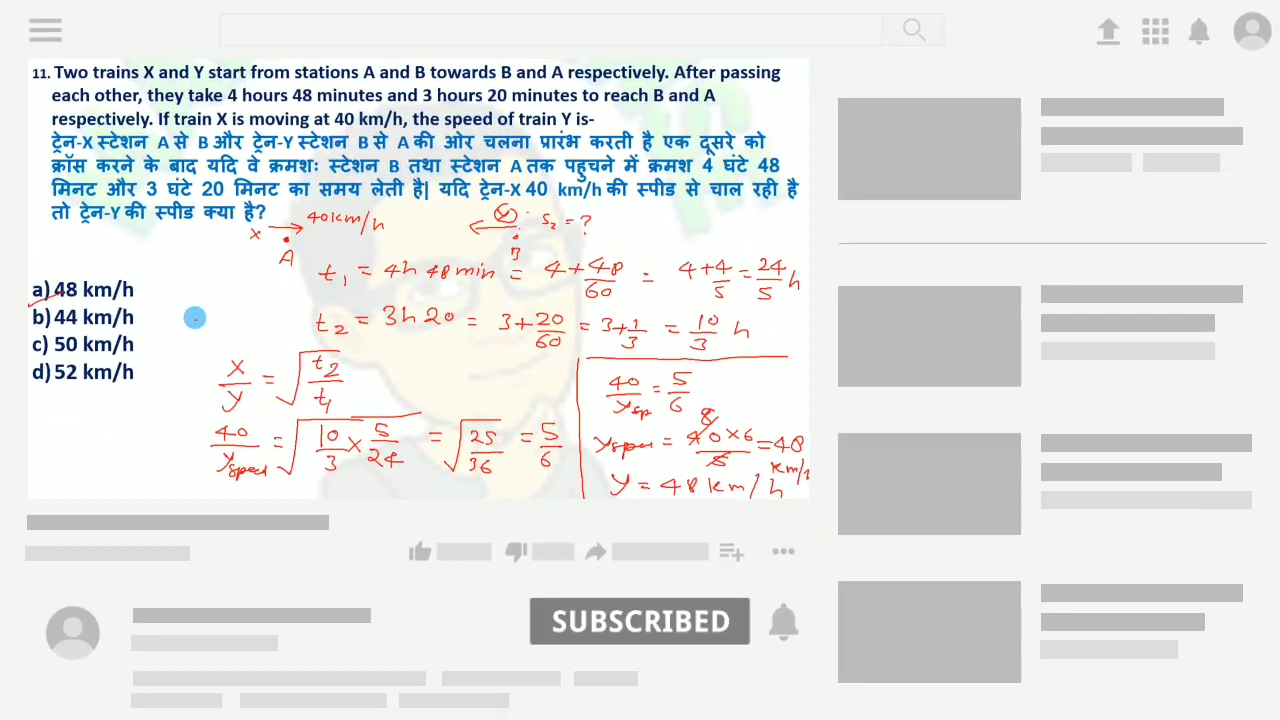 11. Two trains X and Y start from stations A and B towards B and A respectively. After passing
each other, they take 4 hours 48 minutes and 3 hours 20 minutes to reach B and A
respectively. If train X is moving at 40 km/h, the speed of train Y is-
ट्रेन-X स्टेशन A से B और ट्रेन-Y स्टेशन B से A की ओर चलना प्रारंभ करती है एक दूसरे को
क्रॉस करने के बाद यदि वे क्रमशः स्टेशन B तथा स्टेशन A तक पहुचने में क्रमश 4 घंटे 48
मिनट और 3 घंटे 20 मिनट का समय लेती है| यदि ट्रेन-X 40 km/h की स्पीड से चाल रही है
तो ट्रेन-Y की स्पीड क्या है?
X 40km/h Y S₂ = ?
A B
t₁ = 4h 48min = 4+48/60 = 4+4/5 = 24/5 h
a) 48 km/h
b) 44 km/h
t₂ = 3h 20 = 3+20/60 = 3+1/3 = 10/3 h
c) 50 km/h
d) 52 km/h
x/y = √t₂/t₁
40/yspeed = √10/3 × 5/24 = √25/36 = 5/6
40/ysp = 5/6
yspeed = 40×6/5 = 48 km/h
8
y = 48 km/h
SUBSCRIBED